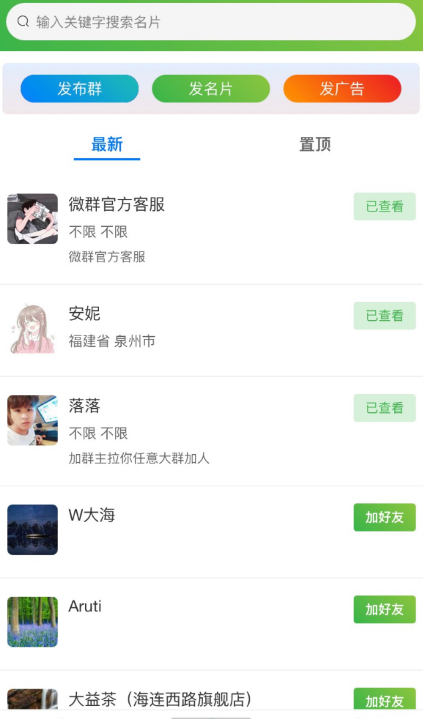 输入关键字搜索名片
发布群 发名片 发广告
最新 置顶
微群官方客服 已查看
不限 不限
微群官方客服
安妮 已查看
福建省 泉州市
落落 已查看
不限 不限
加群主拉你任意大群加人
W大海 加好友
Aruti 加好友
大益茶（海连西路旗舰店） 加好友